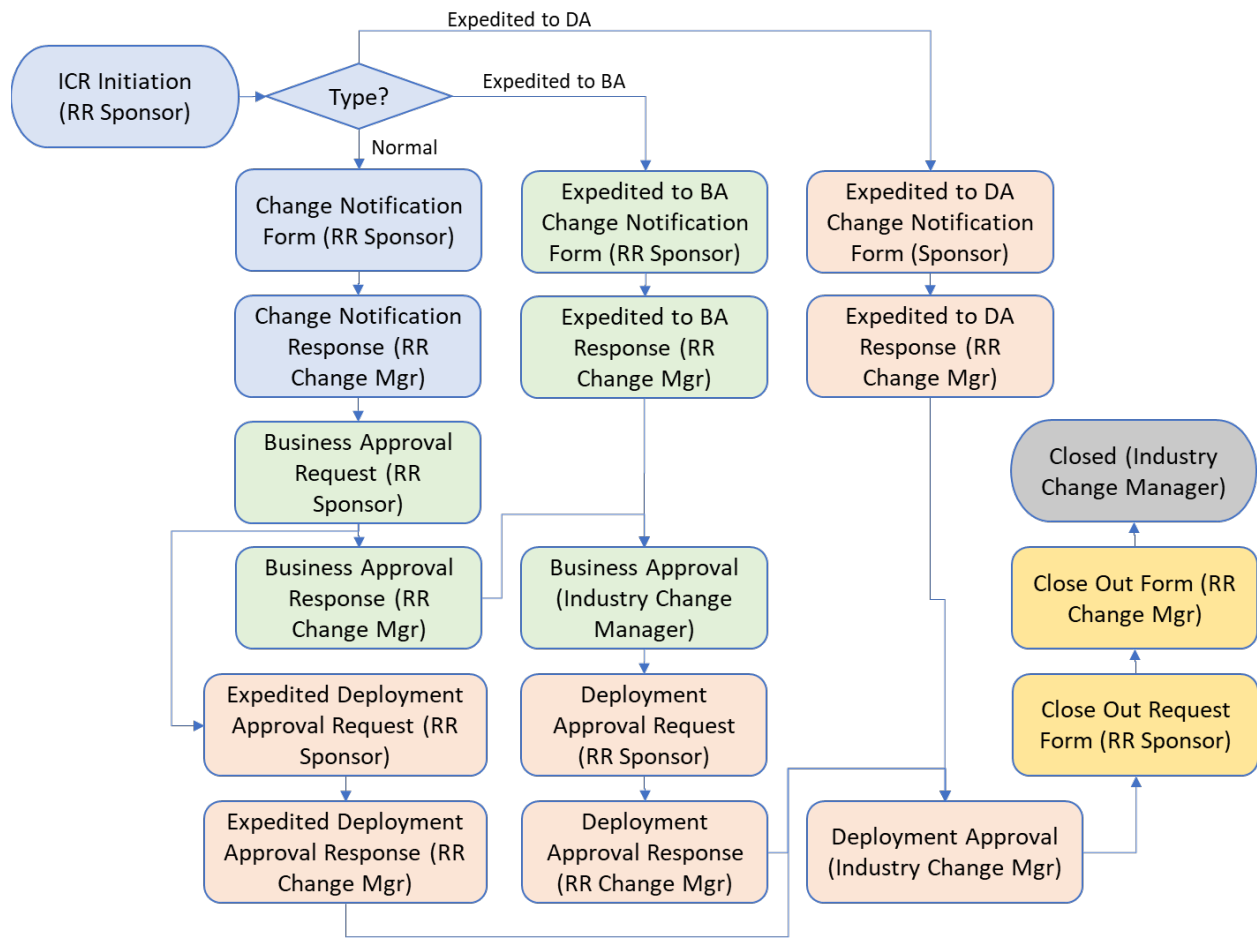 Expedited to DA
ICR Initiation
(RR Sponsor)
Type?
Expedited to BA
Normal
Change Notification
Form (RR Sponsor)
Expedited to BA
Change Notification
Form (RR Sponsor)
Expedited to DA
Change Notification
Form (Sponsor)
Change Notification
Response (RR
Change Mgr)
Expedited to BA
Response (RR
Change Mgr)
Expedited to DA
Response (RR
Change Mgr)
Business Approval
Request (RR
Sponsor)
Closed (Industry
Change Manager)
Business Approval
Response (RR
Change Mgr)
Business Approval
(Industry Change
Manager)
Close Out Form (RR
Change Mgr)
Expedited Deployment
Approval Request (RR
Sponsor)
Deployment
Approval Request
(RR Sponsor)
Close Out Request
Form (RR Sponsor)
Expedited Deployment
Approval Response (RR
Change Mgr)
Deployment
Approval Response
(RR Change Mgr)
Deployment Approval
(Industry Change Mgr)